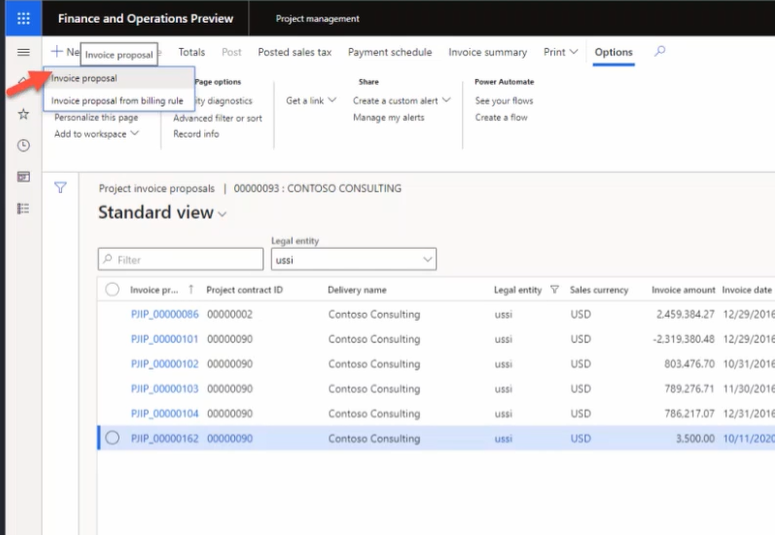 Finance and Operations Preview
Project management
Totals Post Posted sales tax Payment schedule Invoice summary Print Options
Invoice proposal
Invoice proposal
Invoice proposal from billing rule
Personalize this page
Add to workspace
Page options
diagnostics
Advanced filter or sort
Record info
Get a link
Share
Create a custom alert
Manage my alerts
Power Automate
See your flows
Create a flow
Project invoice proposals | 00000093 : CONTOSO CONSULTING
Standard view
Legal entity
Filter
ussi
Invoice pr... ↑ Project contract ID Delivery name Legal entity Sales currency Invoice amount Invoice date
PJIP_00000086 00000002 Contoso Consulting ussi USD 2.459.384.27 12/29/2016
PJIP_00000101 00000090 Contoso Consulting ussi USD -2,319,380.48 12/29/2016
PJIP_00000102 00000090 Contoso Consulting ussi USD 803,476.70 10/31/2016
PJIP_00000103 00000090 Contoso Consulting ussi USD 789,276.71 11/30/2016
PJIP_00000104 00000090 Contoso Consulting ussi USD 786,217.07 12/31/2016
PJIP_00000162 00000090 Contoso Consulting ussi USD 3,500.00 10/11/2020